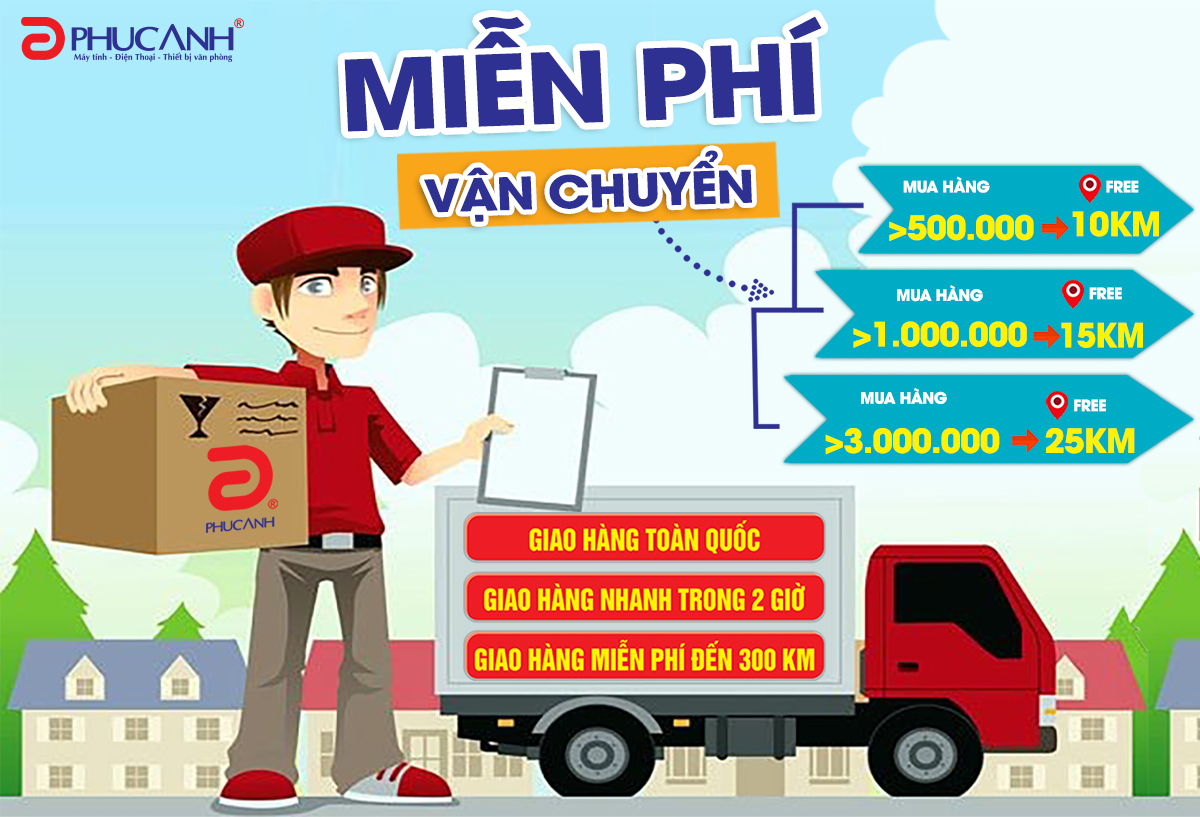 PHUCANH®
Máy tính - Điện Thoại - Thiết bị văn phòng
MIỄN PHÍ
VẬN CHUYỂN
MUA HÀNG FREE
>500.000 10KM
MUA HÀNG FREE
>1.000.000 15KM
MUA HÀNG FREE
>3.000.000 25KM
PHUCANH
®
GIAO HÀNG TOÀN QUỐC
GIAO HÀNG NHANH TRONG 2 GIỜ
GIAO HÀNG MIỄN PHÍ ĐẾN 300 KM